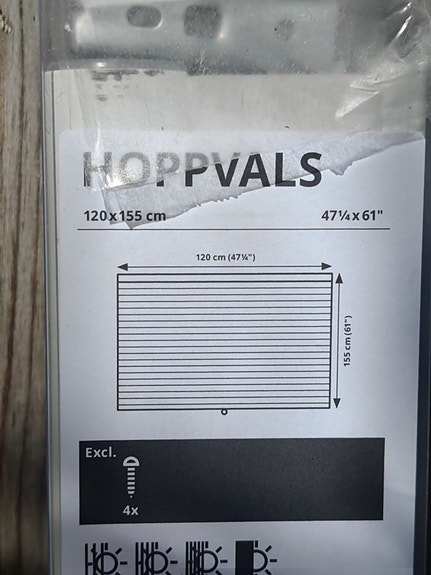 HOPPVALS
120x155 cm 47¼x61"
120 cm (47¼")
155 cm (61")
Excl.
4x